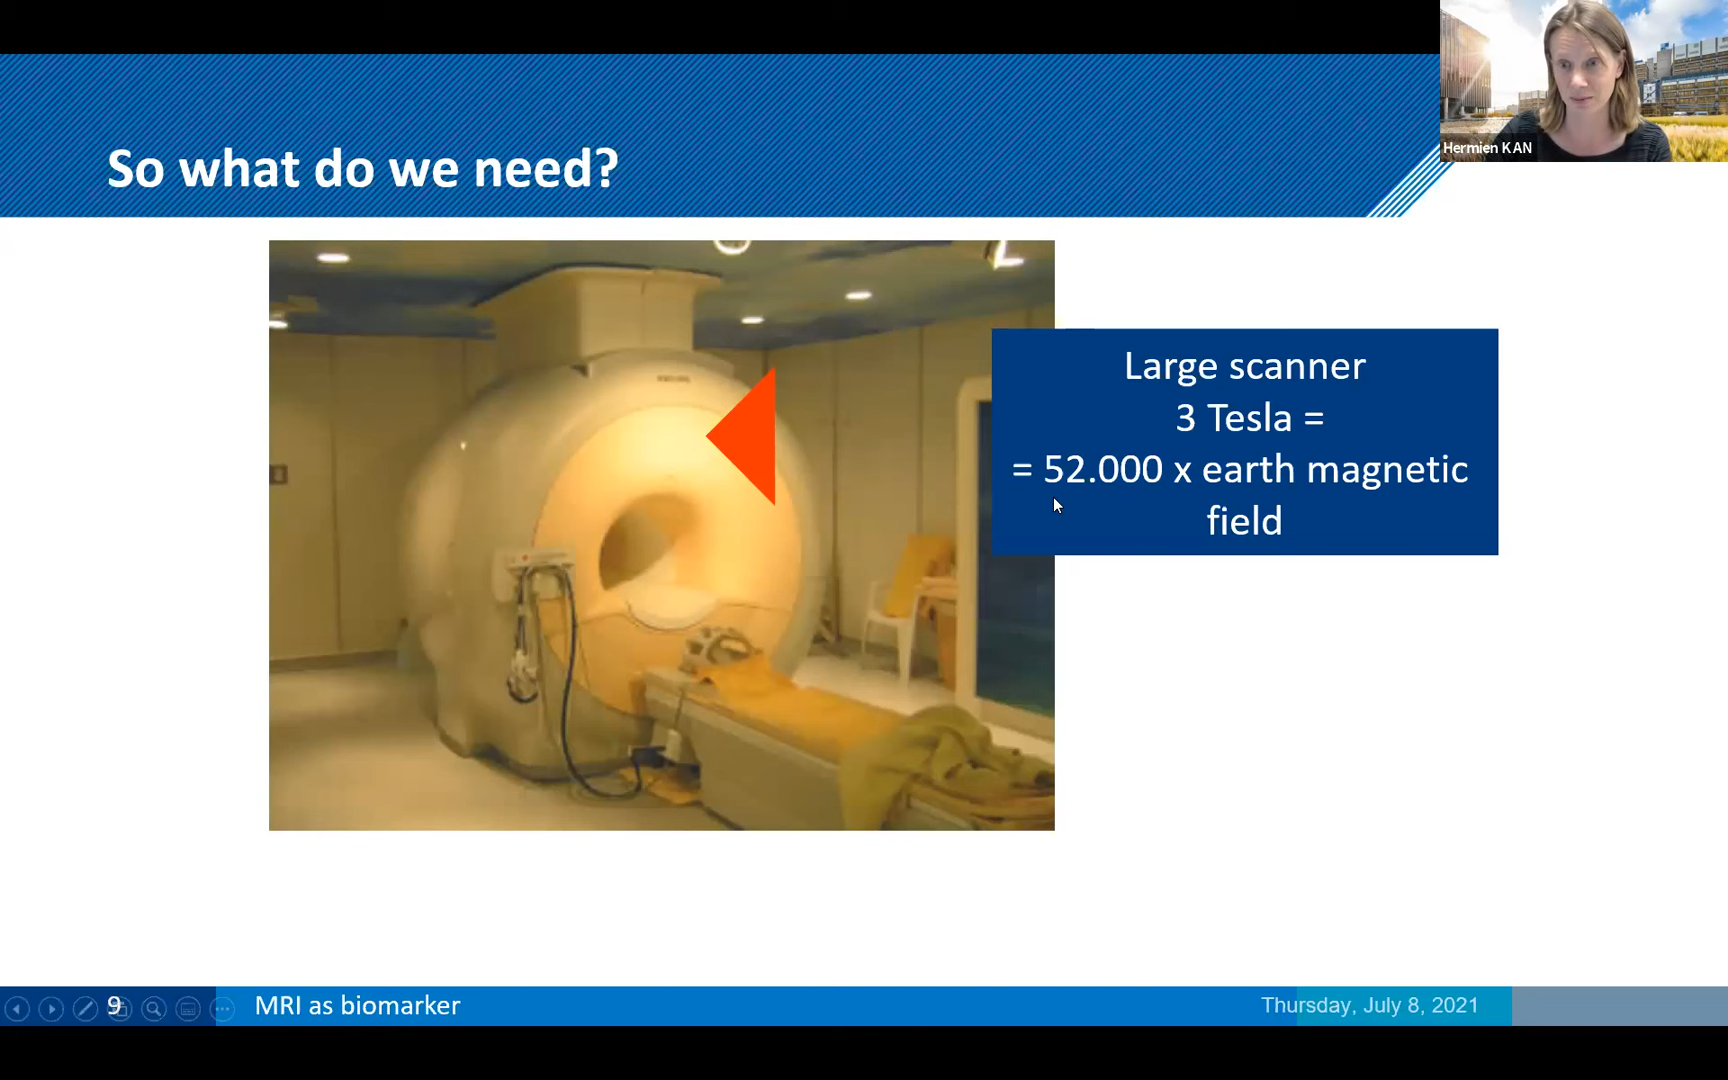 Hermien KAN
So what do we need?
Large scanner
3 Tesla =
= 52.000 x earth magnetic
field
9
MRI as biomarker
Thursday, July 8, 2021